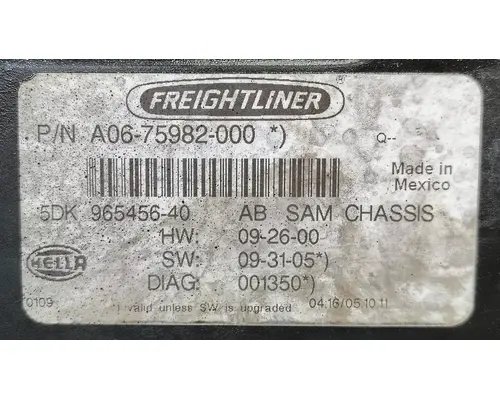 FREIGHTLINER
P/N A06-75982-000 *)
Q--
Made in
Mexico
5DK 965456-40 AB SAM CHASSIS
HW: 09-26-00
SW: 09-31-05*)
DIAG: 001350*)
HELLA
0109
valid unless SW is upgraded
04.16/05 10 11